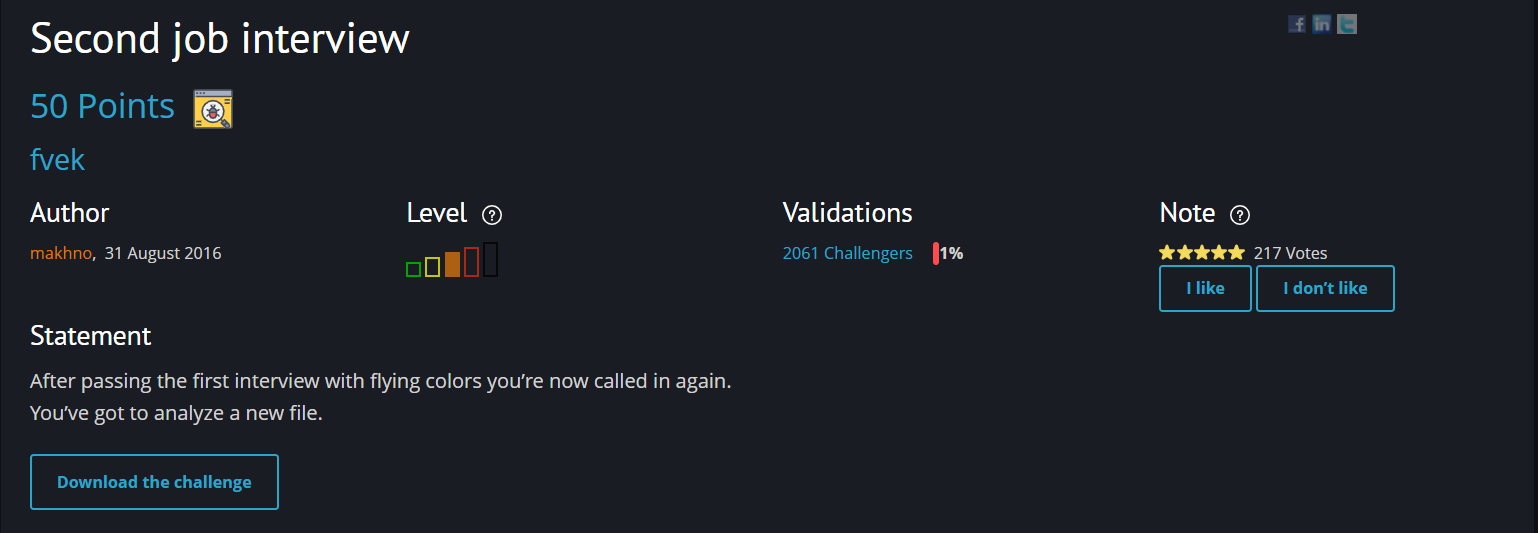 Second job interview
50 Points
fvek
Author
Level ?
Validations
Note ?
makhno, 31 August 2016
2061 Challengers 1%
217 Votes
I like
I don’t like
Statement
After passing the first interview with flying colors you’re now called in again.
You’ve got to analyze a new file.
Download the challenge